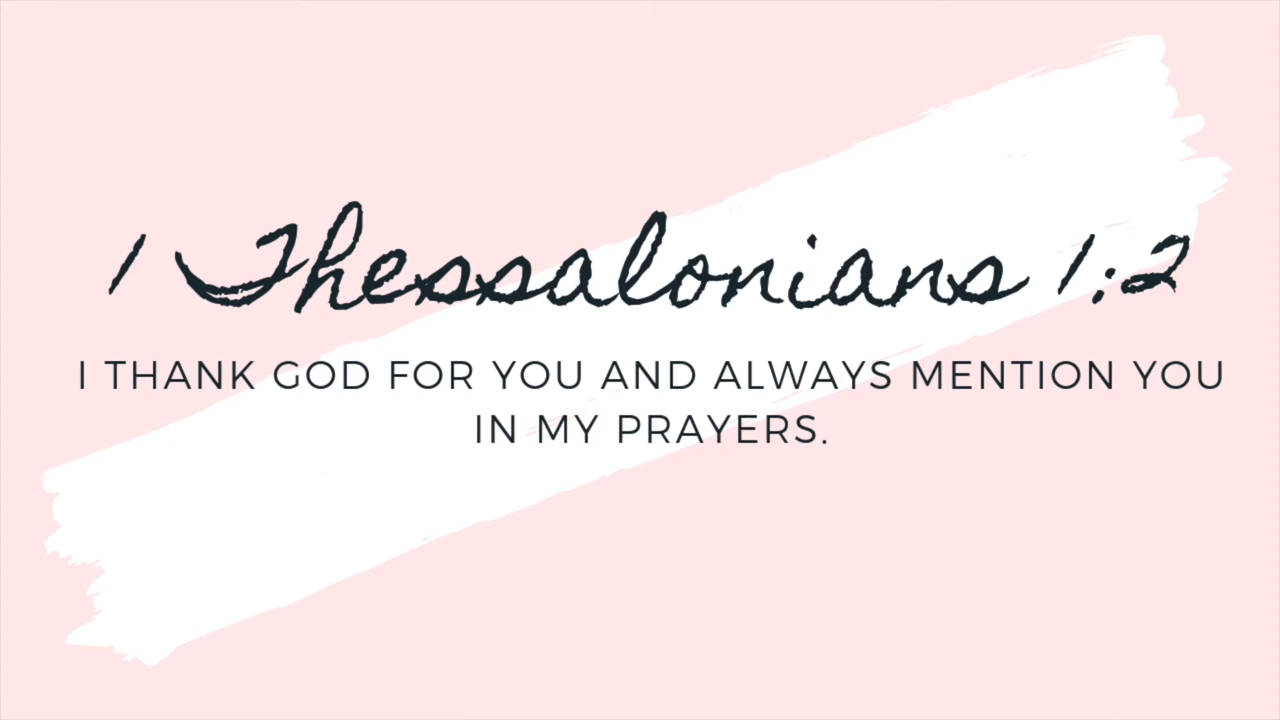 1 Thessalonians 1:2
I THANK GOD FOR YOU AND ALWAYS MENTION YOU
IN MY PRAYERS.